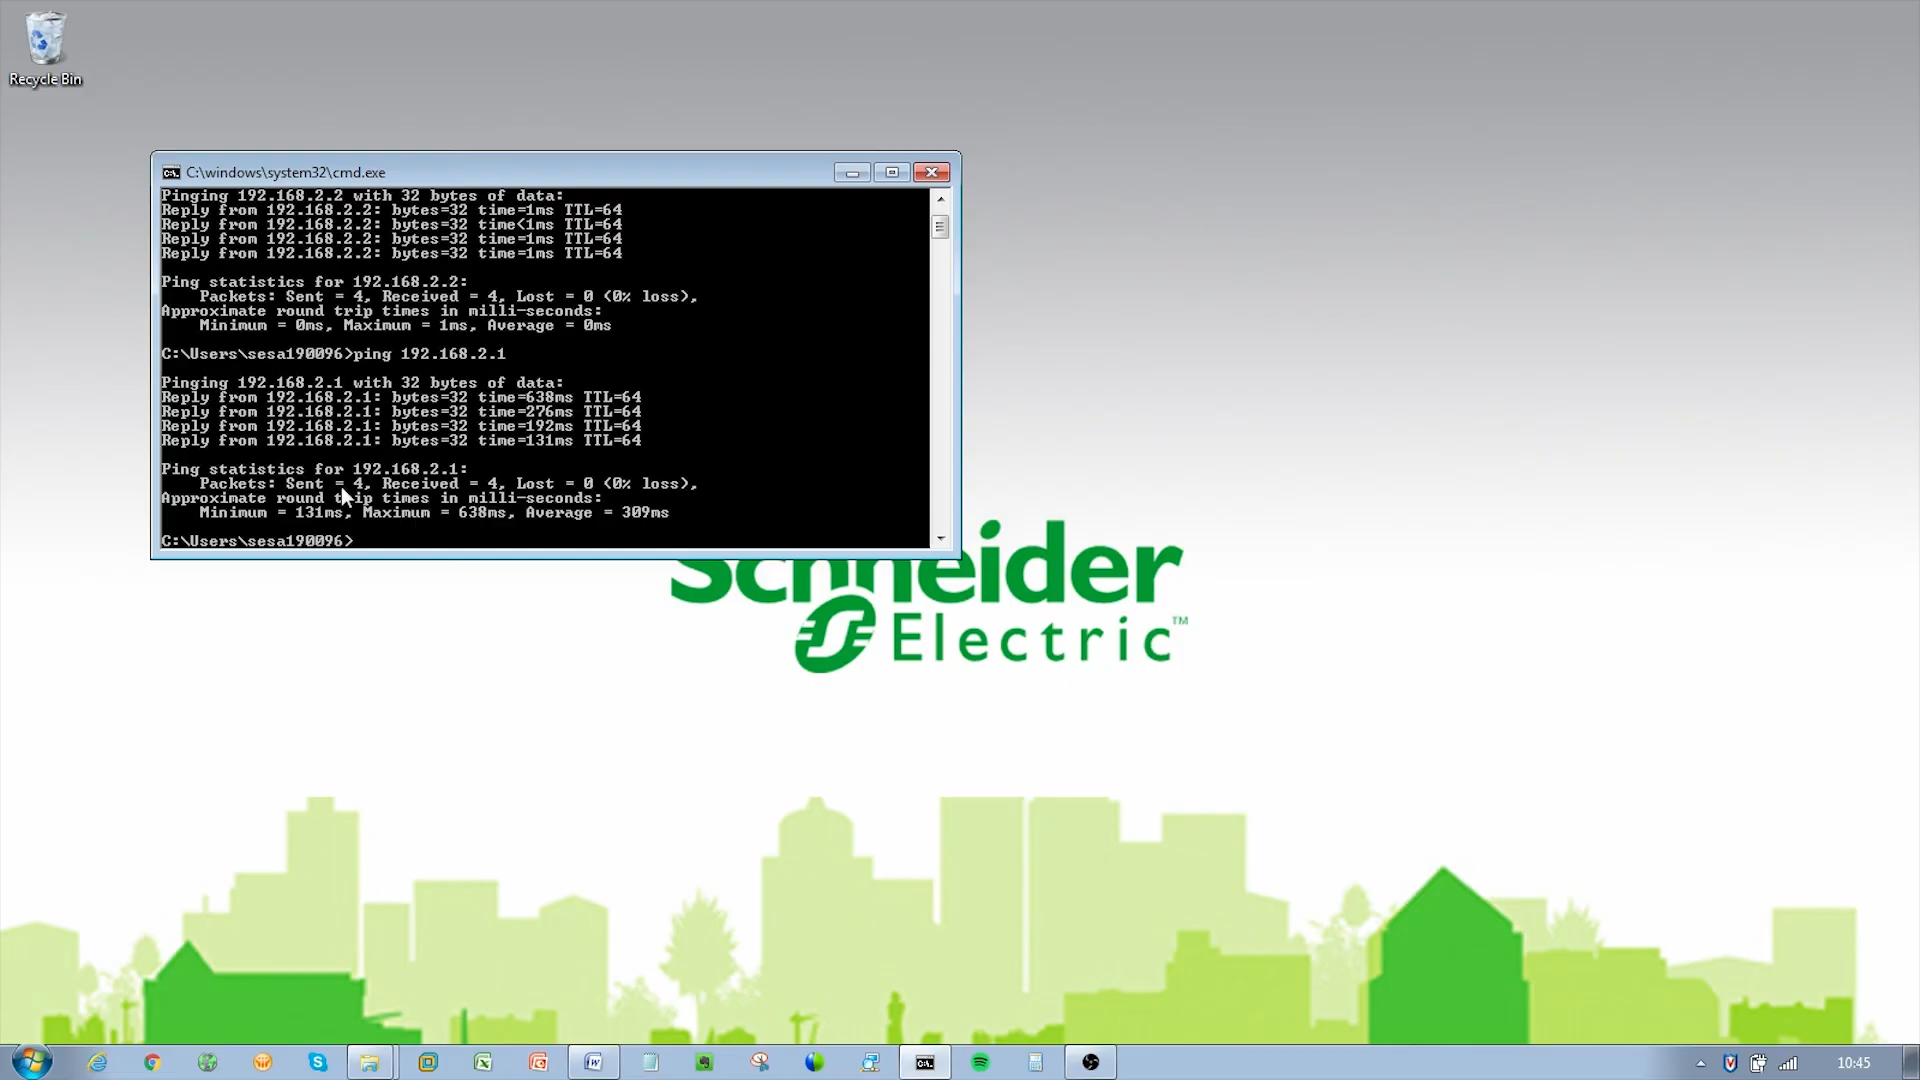 Recycle Bin
C:\windows\system32\cmd.exe
Pinging 192.168.2.2 with 32 bytes of data:
Reply from 192.168.2.2: bytes=32 time=1ms TTL=64
Reply from 192.168.2.2: bytes=32 time<1ms TTL=64
Reply from 192.168.2.2: bytes=32 time=1ms TTL=64
Reply from 192.168.2.2: bytes=32 time=1ms TTL=64
Ping statistics for 192.168.2.2:
Packets: Sent = 4, Received = 4, Lost = 0 (0% loss),
Approximate round trip times in milli-seconds:
Minimum = 0ms, Maximum = 1ms, Average = 0ms
C:\Users\sesa190096>ping 192.168.2.1
Pinging 192.168.2.1 with 32 bytes of data:
Reply from 192.168.2.1: bytes=32 time=638ms TTL=64
Reply from 192.168.2.1: bytes=32 time=276ms TTL=64
Reply from 192.168.2.1: bytes=32 time=192ms TTL=64
Reply from 192.168.2.1: bytes=32 time=131ms TTL=64
Ping statistics for 192.168.2.1:
Packets: Sent = 4, Received = 4, Lost = 0 (0% loss),
Approximate round trip times in milli-seconds:
Minimum = 131ms, Maximum = 638ms, Average = 309ms
C:\Users\sesa190096>
Schneider
Electric™
10:45